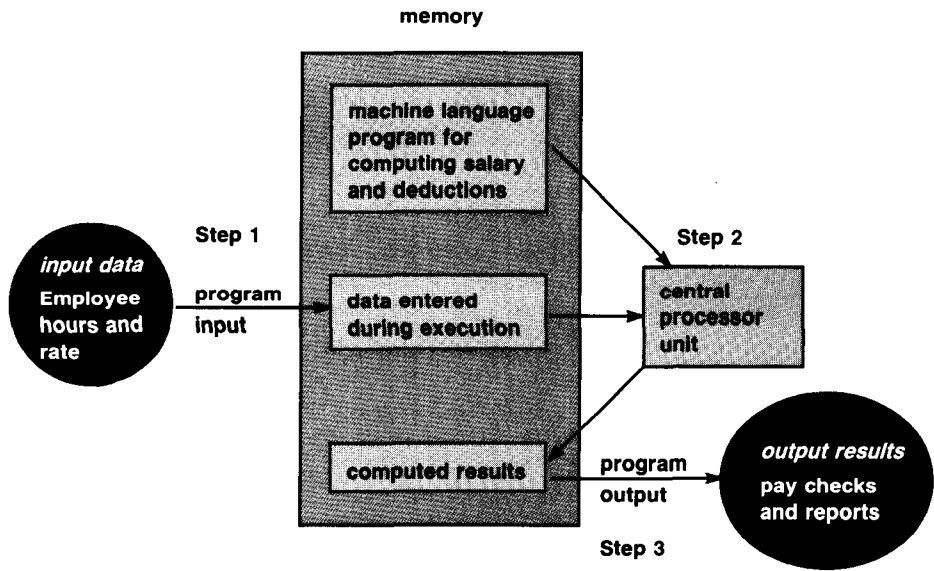 memory
machine language
program for
computing salary
and deductions
Step 1
Step 2
input data
Employee
hours and
rate
program
input
data entered
during execution
central
processor
unit
computed results
program
output
output results
pay checks
and reports
Step 3